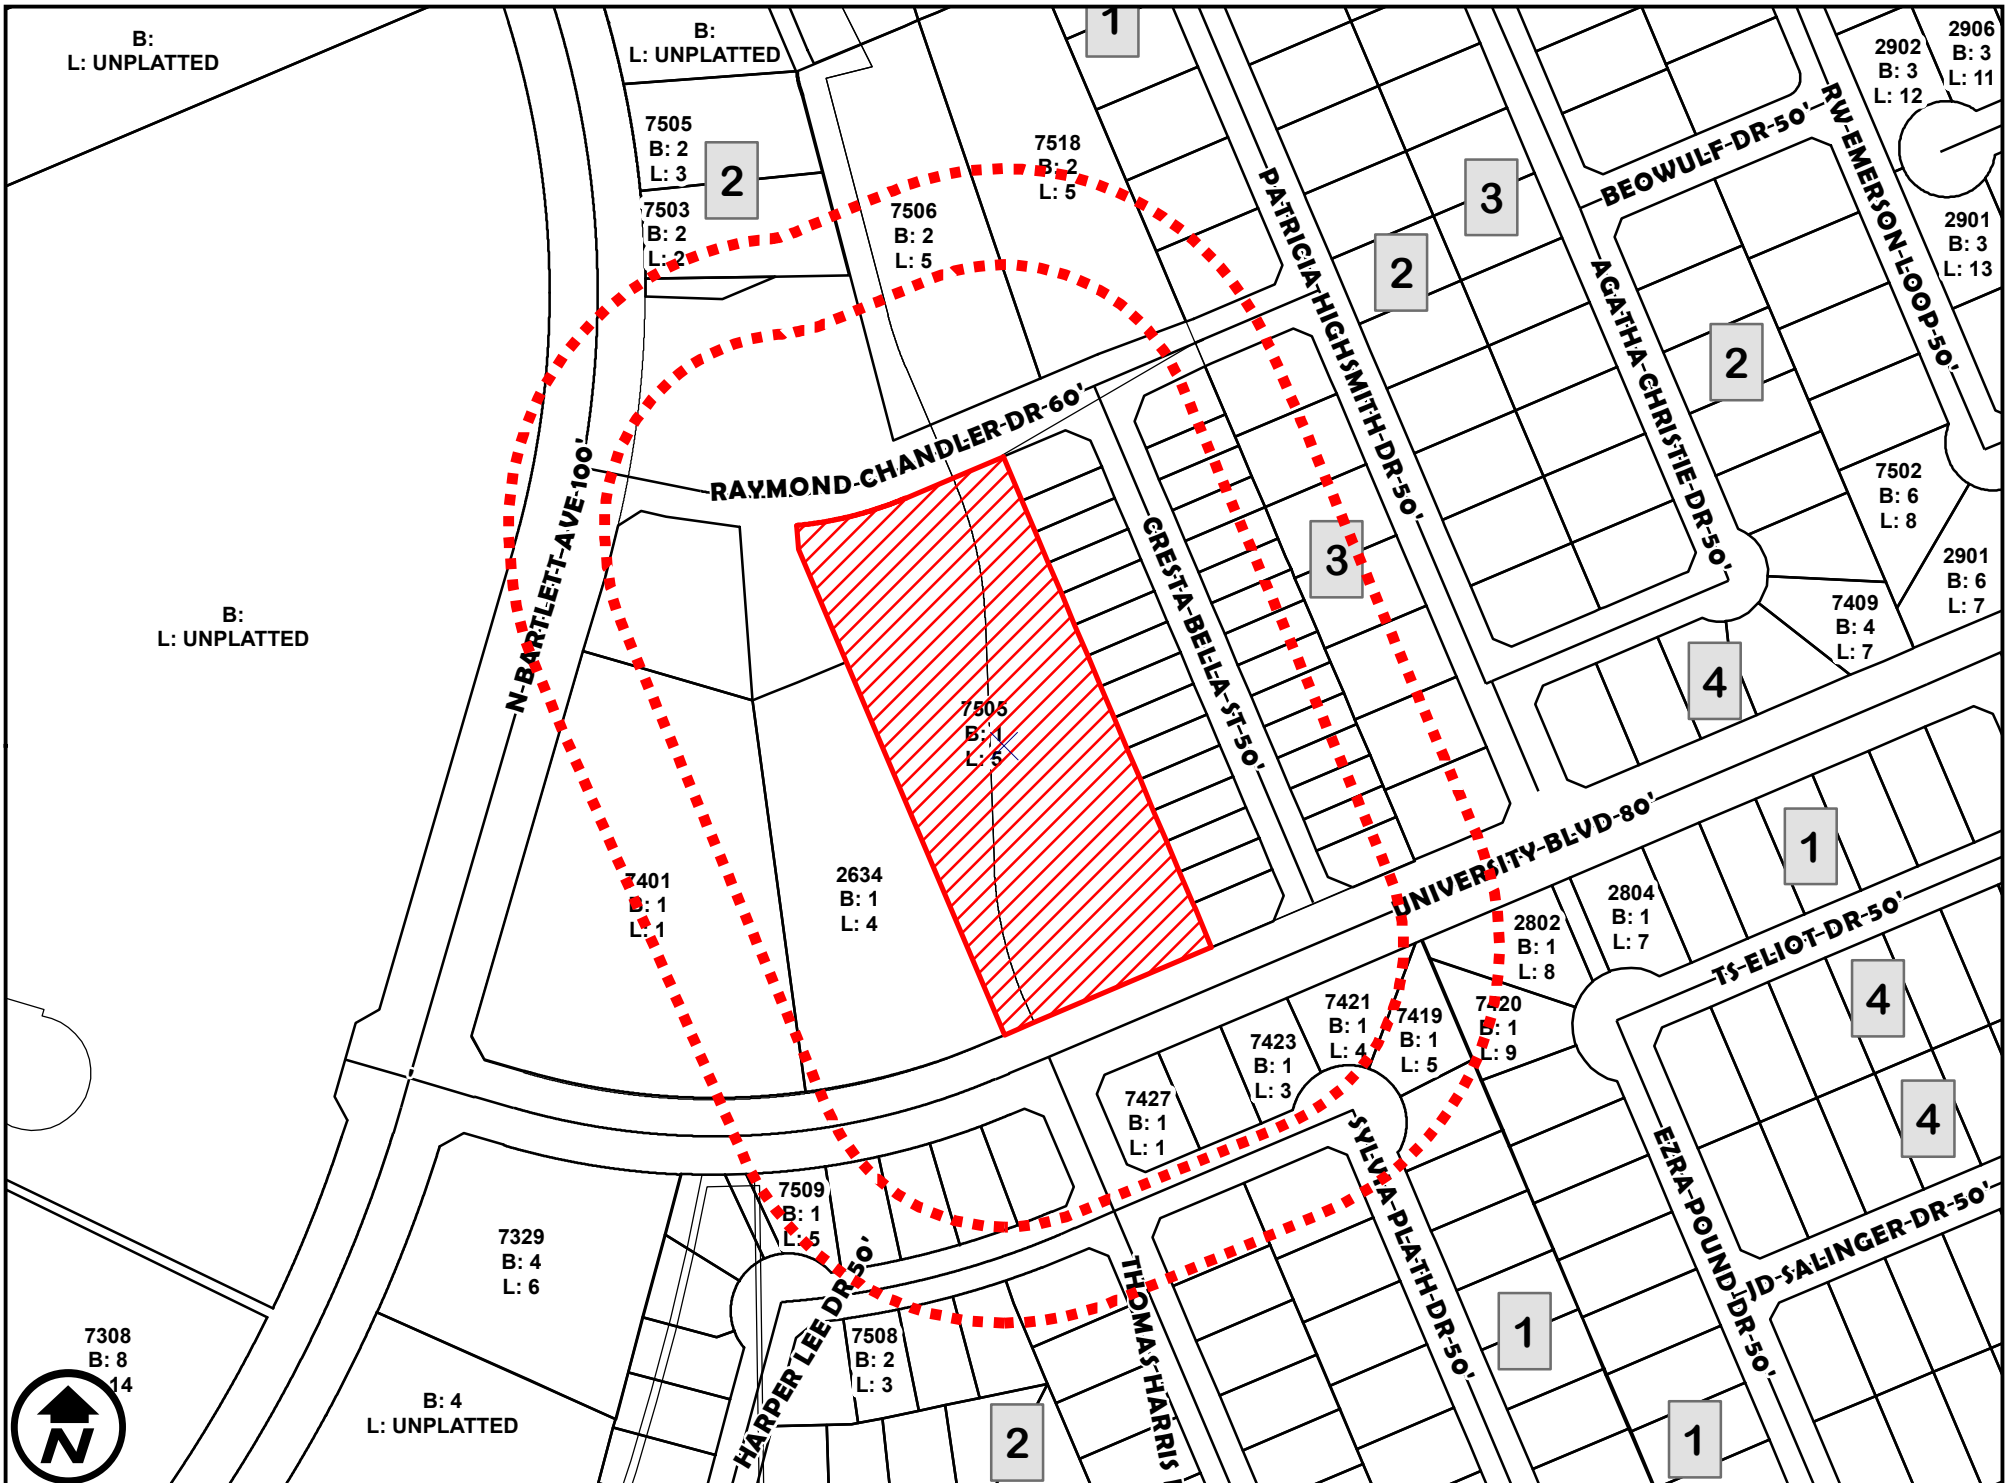 B:
L: UNPLATTED
B:
L: UNPLATTED
1
2902
B: 3
L: 12
2906
B: 3
L: 11
7505
B: 2
L: 3
2
7503
B: 2
L: 2
7506
B: 2
L: 5
7518
B: 2
L: 5
PATRICIA HIGHSMITH DR 50'
3
2
BEOWULF-DR-50'
RW-EMERSON-LOOP-50'
2901
B: 3
L: 13
AGATHA-CHRISTIE-DR-50'
2
RAYMOND-CHANDLER-DR-60'
N-BARTLETT-AVE-100'
CRESTA-BELLA-ST-50'
3
7502
B: 6
L: 8
2901
B: 6
L: 7
7409
B: 4
L: 7
4
B:
L: UNPLATTED
7505
B: 1
L: 5
7401
B: 1
L: 1
2634
B: 1
L: 4
UNIVERSITY-BLVD-80'
1
2804
B: 1
L: 7
2802
B: 1
L: 8
TS-ELIOT-DR-50'
4
7421
B: 1
L: 4
7419
B: 1
L: 5
7420
B: 1
L: 9
7423
B: 1
L: 3
7427
B: 1
L: 1
4
SYLVIA-PLATH-DR-50'
EZRA-POUND-DR-50'
JD-SALINGER-DR-50'
7509
B: 1
L: 5
7329
B: 4
L: 6
HARPER LEE DR 50'
THOMAS-HARRIS
7308
B: 8
14
7508
B: 2
L: 3
1
B: 4
L: UNPLATTED
2
1
N